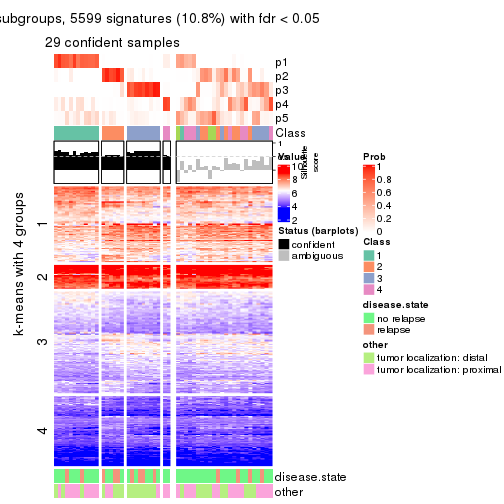 subgroups, 5599 signatures (10.8%) with fdr < 0.05
29 confident samples
p1
p2
p3
p4
p5
Class
1
Silhouette
score
Value
10
8
6
4
2
Status (barplots)
confident
ambiguous
Prob
1
0.8
0.6
0.4
0.2
0
Class
1
2
3
4
disease.state
no relapse
relapse
other
tumor localization: distal
tumor localization: proximal
k-means with 4 groups
1
2
3
4
disease.state
other